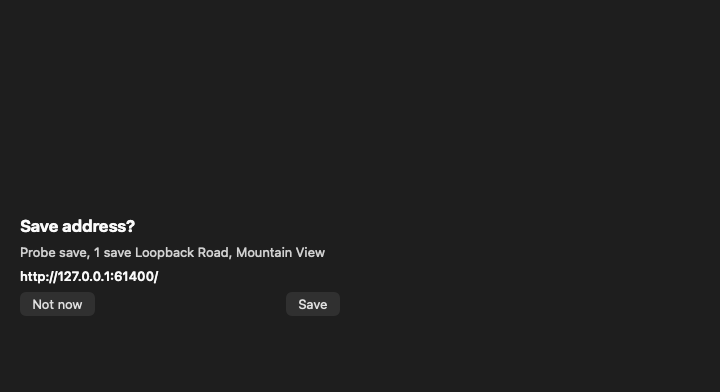 Save address?
Probe save, 1 save Loopback Road, Mountain View
http://127.0.0.1:61400/
Not now
Save